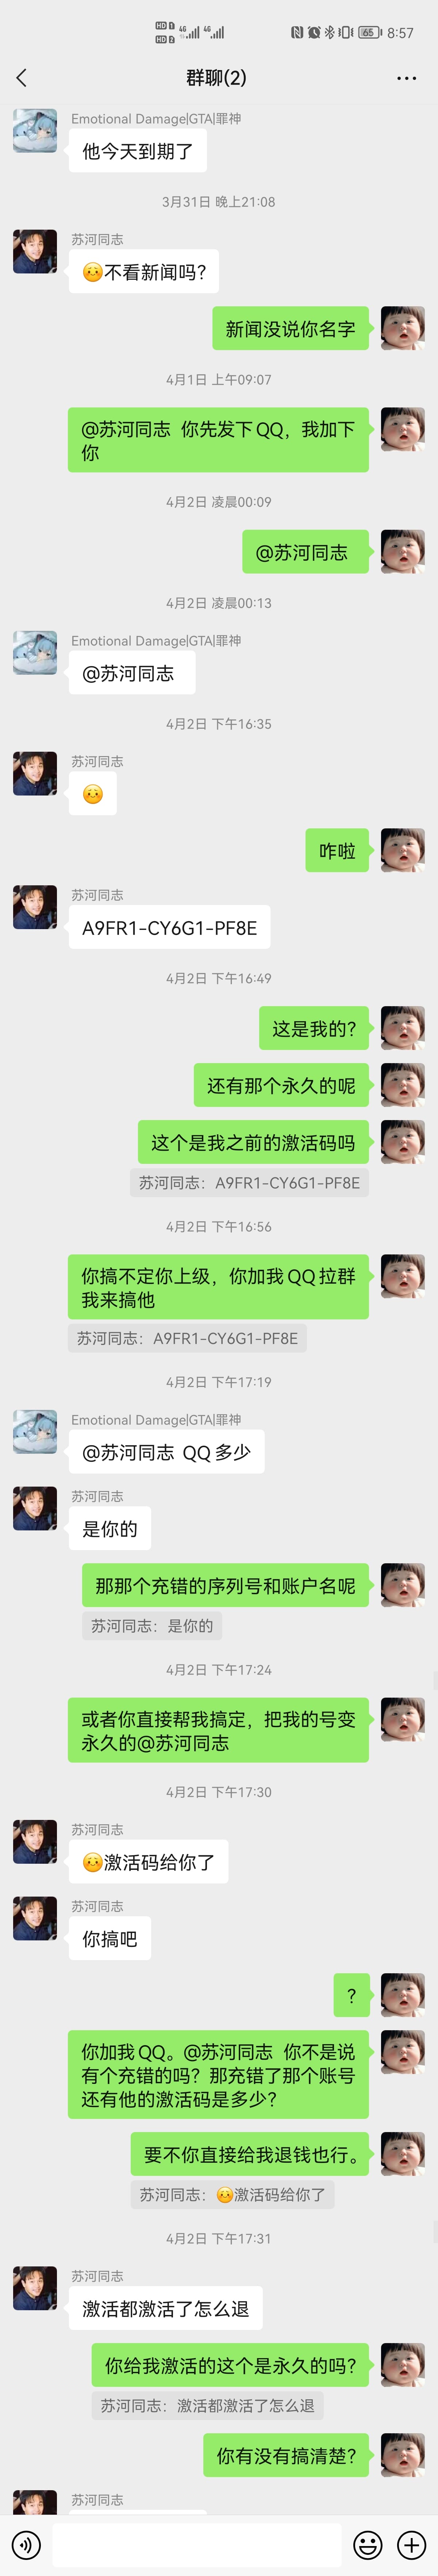 HD 1 4G 4G
HD 2
65 8:57
群聊(2)
Emotional Damage|GTA|罪神
他今天到期了
3月31日 晚上21:08
苏河同志
不看新闻吗?
新闻没说你名字
4月1日 上午09:07
@苏河同志 你先发下QQ，我加下
你
4月2日 凌晨00:09
@苏河同志
4月2日 凌晨00:13
Emotional Damage|GTA|罪神
@苏河同志
4月2日 下午16:35
苏河同志
咋啦
苏河同志
A9FR1-CY6G1-PF8E
4月2日 下午16:49
这是我的?
还有那个永久的呢
这个是我之前的激活码吗
苏河同志：A9FR1-CY6G1-PF8E
4月2日 下午16:56
你搞不定你上级，你加我QQ拉群
我来搞他
苏河同志：A9FR1-CY6G1-PF8E
4月2日 下午17:19
Emotional Damage|GTA|罪神
@苏河同志 QQ多少
苏河同志
是你的
那那个充错的序列号和账户名呢
苏河同志：是你的
4月2日 下午17:24
或者你直接帮我搞定，把我的号变
永久的@苏河同志
4月2日 下午17:30
苏河同志
激活码给你了
苏河同志
你搞吧
?
你加我QQ。@苏河同志 你不是说
有个充错的吗？那充错了那个账号
还有他的激活码是多少？
要不你直接给我退钱也行。
苏河同志：激活码给你了
4月2日 下午17:31
苏河同志
激活都激活了怎么退
你给我激活的这个是永久的吗?
苏河同志：激活都激活了怎么退
你有没有搞清楚?
苏河同志